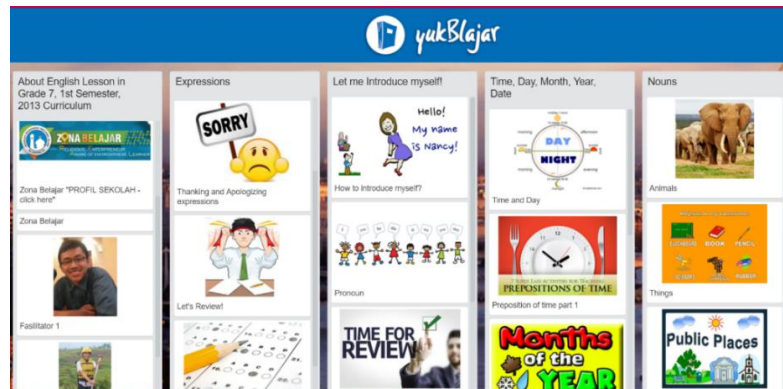 yukBlajar
About English Lesson in
Grade 7, 1st Semester,
2013 Curriculum
ZONA BELAJAR
Zona Belajar "PROFIL SEKOLAH -
click here"
Zona Belajar
Fasilitator 1
Expressions
SORRY
Thanking and Apologizing
expressions
Let's Review!
Let me Introduce myself!
Hello!
My name
is Nancy!
How to introduce myself?
Pronoun
TIME FOR
REVIEW
Time, Day, Month, Year,
Date
DAY
NIGHT
Time and Day
PREPOSITIONS OF TIME
Preposition of time part 1
Months
of the
YEAR
Nouns
Animals
BOOK
PENCIL
Things
Public Places